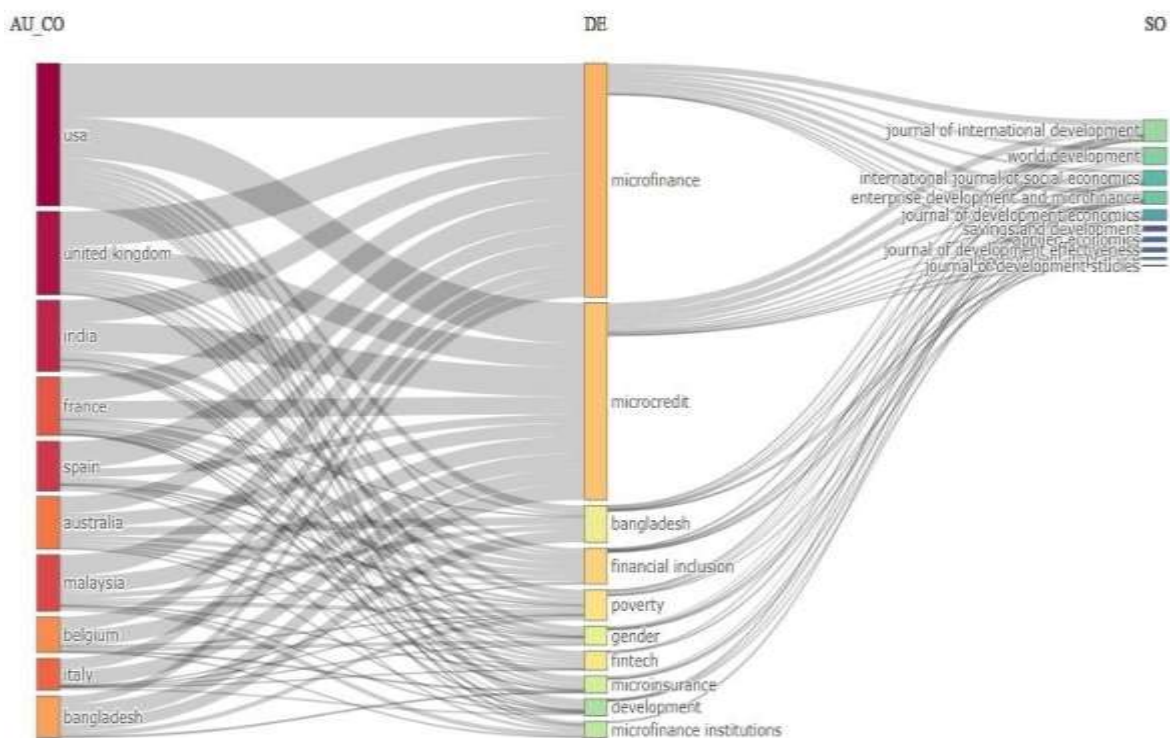 AU_CO
DE
SO
usa
united kingdom
india
france
spain
australia
malaysia
belgium
italy
bangladesh
microfinance
microcredit
bangladesh
financial inclusion
poverty
gender
fintech
microinsurance
development
microfinance institutions
journal of international development
world development
international journal of social economics
enterprise development and microfinance
journal of development economics
savings and development
applied economics
journal of development effectiveness
journal of development studies